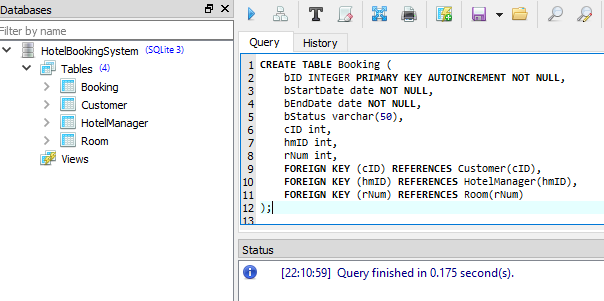 Databases
Filter by name
HotelBookingSystem (SQLite 3)
Tables (4)
Booking
Customer
HotelManager
Room
Views
Query History
1 CREATE TABLE Booking (
2 bID INTEGER PRIMARY KEY AUTOINCREMENT NOT NULL,
3 bStartDate date NOT NULL,
4 bEndDate date NOT NULL,
5 bStatus varchar(50),
6 cID int,
7 hmID int,
8 rNum int,
9 FOREIGN KEY (cID) REFERENCES Customer(cID),
10 FOREIGN KEY (hmID) REFERENCES HotelManager(hmID),
11 FOREIGN KEY (rNum) REFERENCES Room(rNum)
12 );
13
Status
[22:10:59] Query finished in 0.175 second(s).